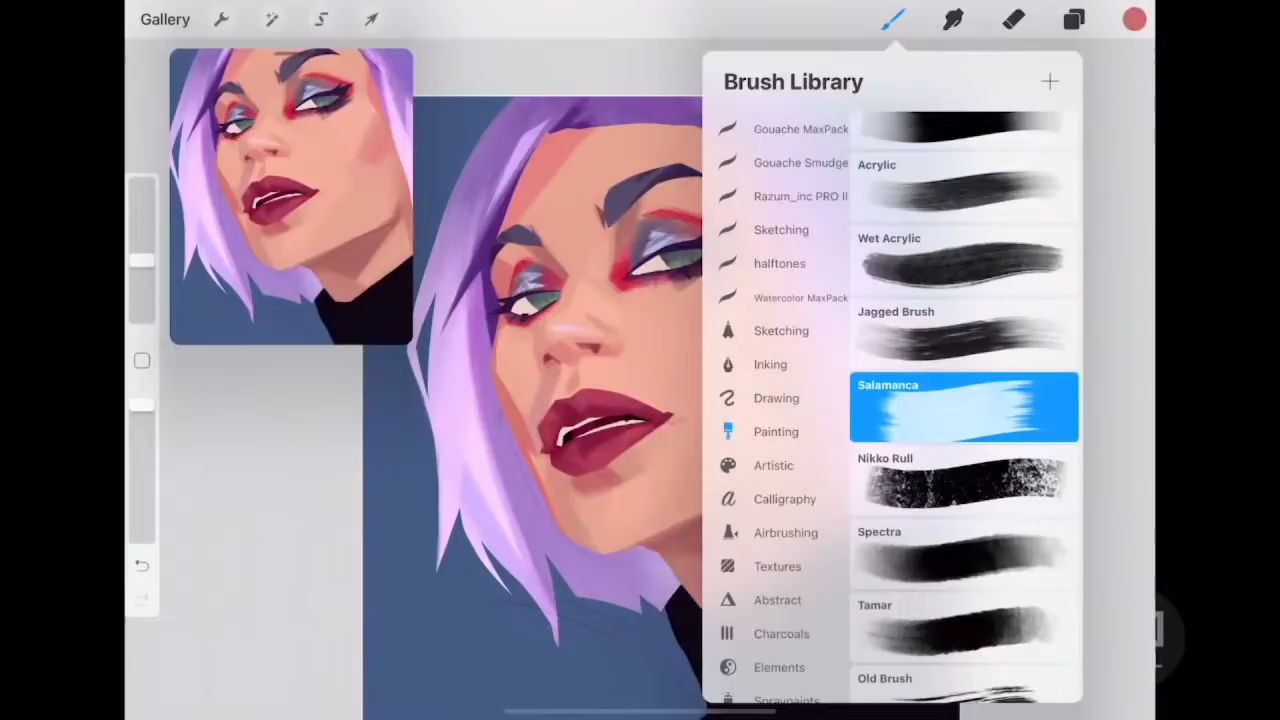 Gallery
Brush Library
Gouache MaxPack
Gouache Smudge
Razum_inc PRO II
Sketching
halftones
Watercolor MaxPack
Sketching
Inking
Drawing
Painting
Artistic
Calligraphy
Airbrushing
Textures
Abstract
Charcoals
Elements
Spraypaints
Acrylic
Wet Acrylic
Jagged Brush
Salamanca
Nikko Rull
Spectra
Tamar
Old Brush